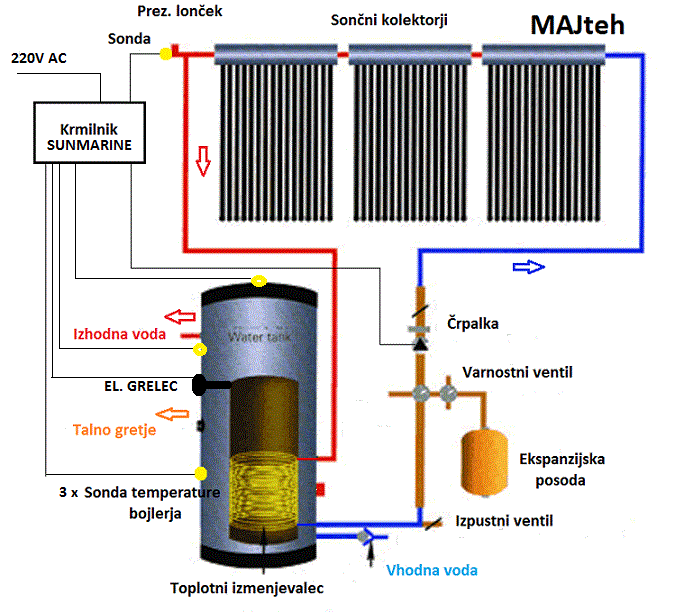 Prez. lonček
Sončni kolektorji
MAJteh
Sonda
220V AC
Krmilnik
SUNMARINE
Črpalka
Izhodna voda
Water tank
Varnostni ventil
EL. GRELEC
Talno gretje
Ekspanzijska
posoda
3 x Sonda temperature
bojlerja
Izpustni ventil
Vhodna voda
Toplotni izmenjevalec